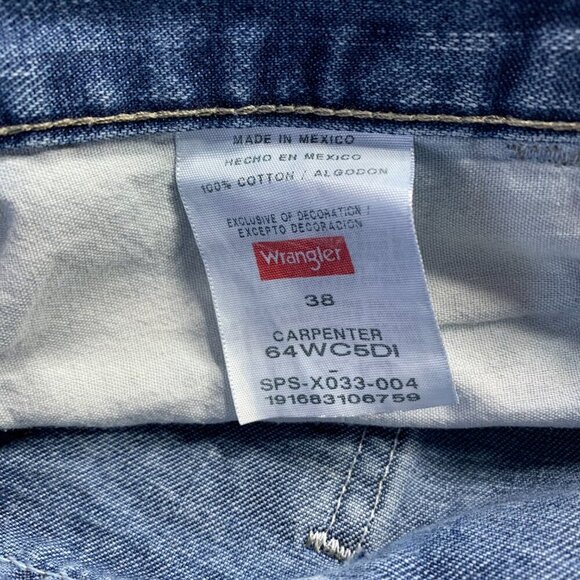 MADE IN MEXICO
HECHO EN MEXICO
100% COTTON / ALGODON
EXCLUSIVE OF DECORATION /
EXCEPTO DECORACION
Wrangler
38
CARPENTER
64WC5DI
-
SPS-X033-004
191683106759